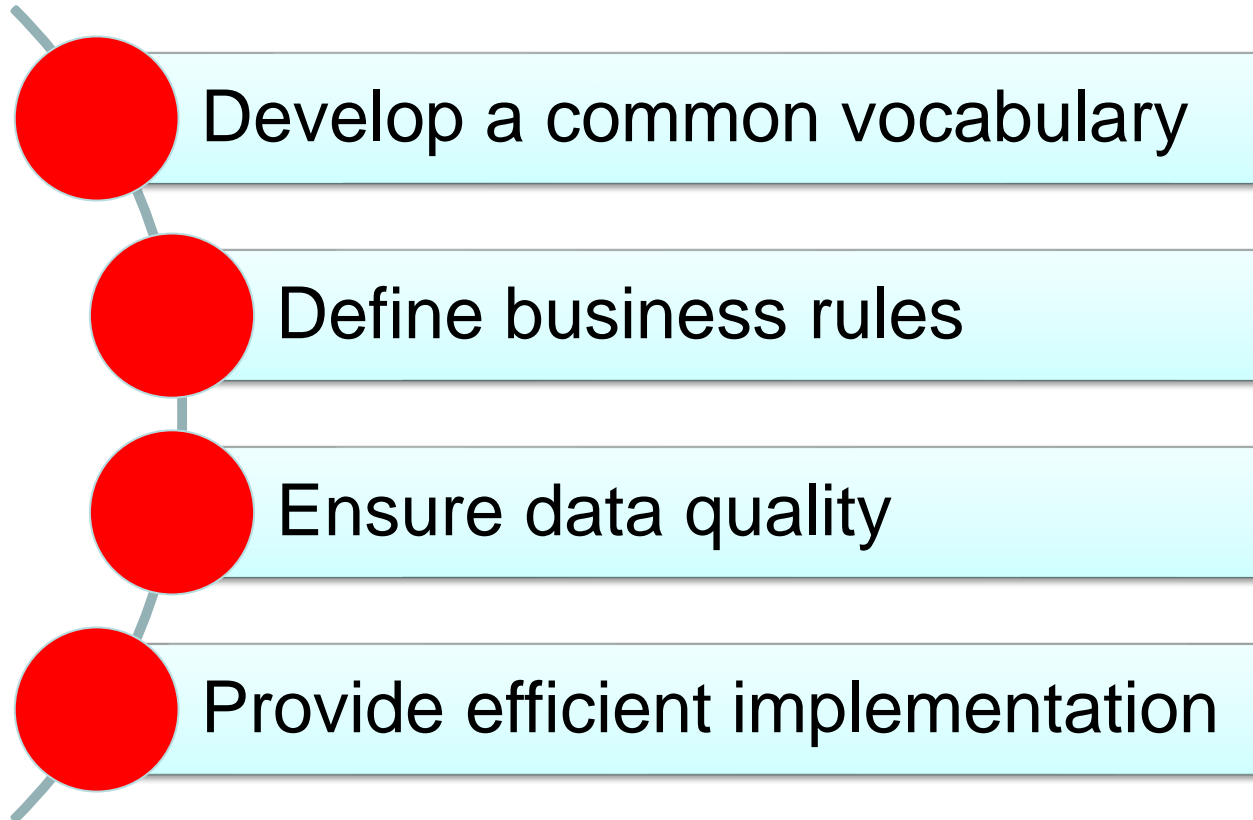 Develop a common vocabulary
Define business rules
Ensure data quality
Provide efficient implementation